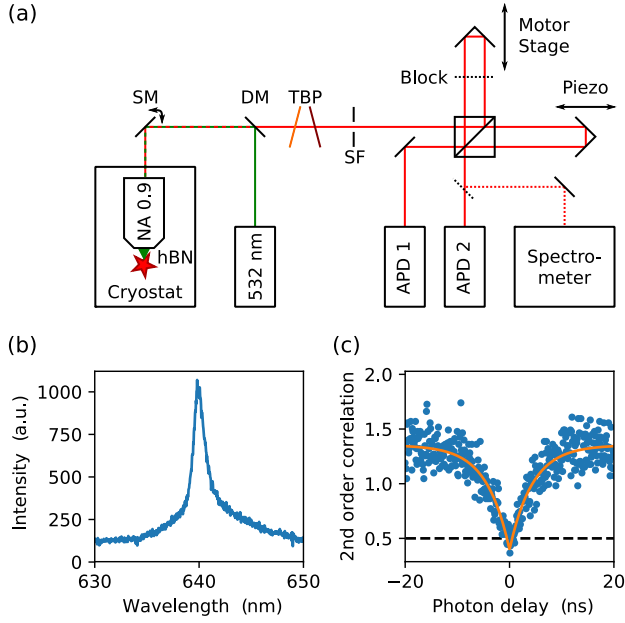 (a)
Motor
Stage
Block
Piezo
SM
DM
TBP
SF
NA 0.9
hBN
Cryostat
532 nm
APD 1
APD 2
Spectro-
meter
(b)
1000
750
500
250
0
630
640
650
Intensity (a.u.)
Wavelength (nm)
(c)
2.0
1.5
1.0
0.5
−20
0
20
2nd order correlation
Photon delay (ns)